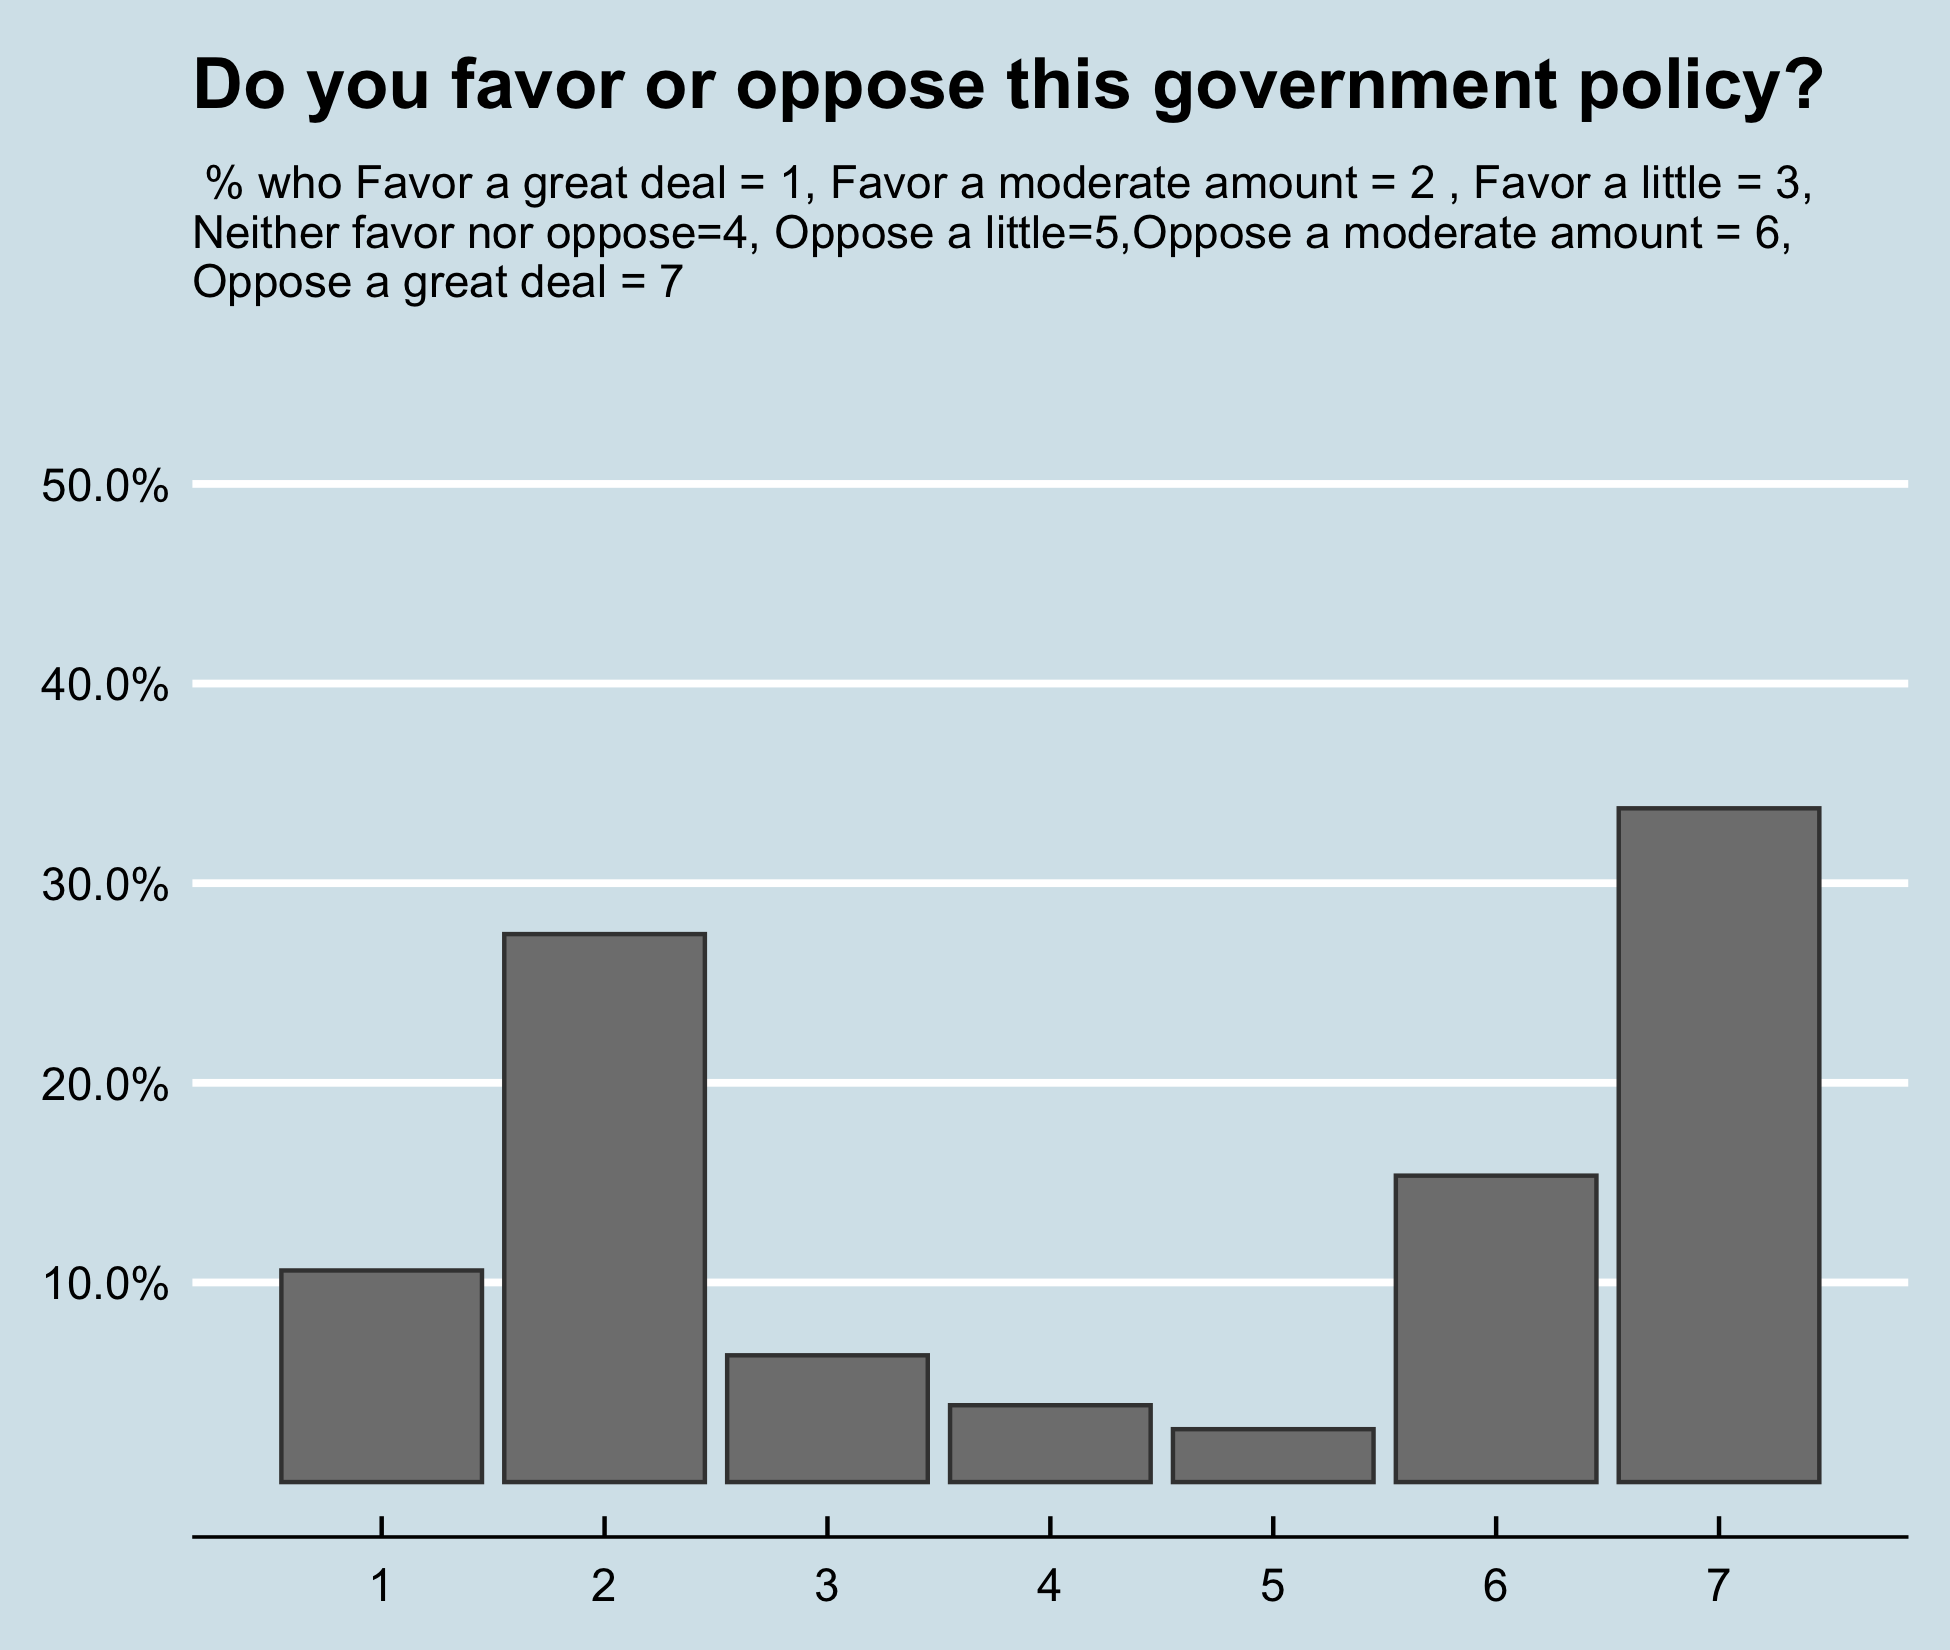 Do you favor or oppose this government policy?
% who Favor a great deal = 1, Favor a moderate amount = 2 , Favor a little = 3,
Neither favor nor oppose=4, Oppose a little=5,Oppose a moderate amount = 6,
Oppose a great deal = 7
50.0%
40.0%
30.0%
20.0%
10.0%
1 2 3 4 5 6 7